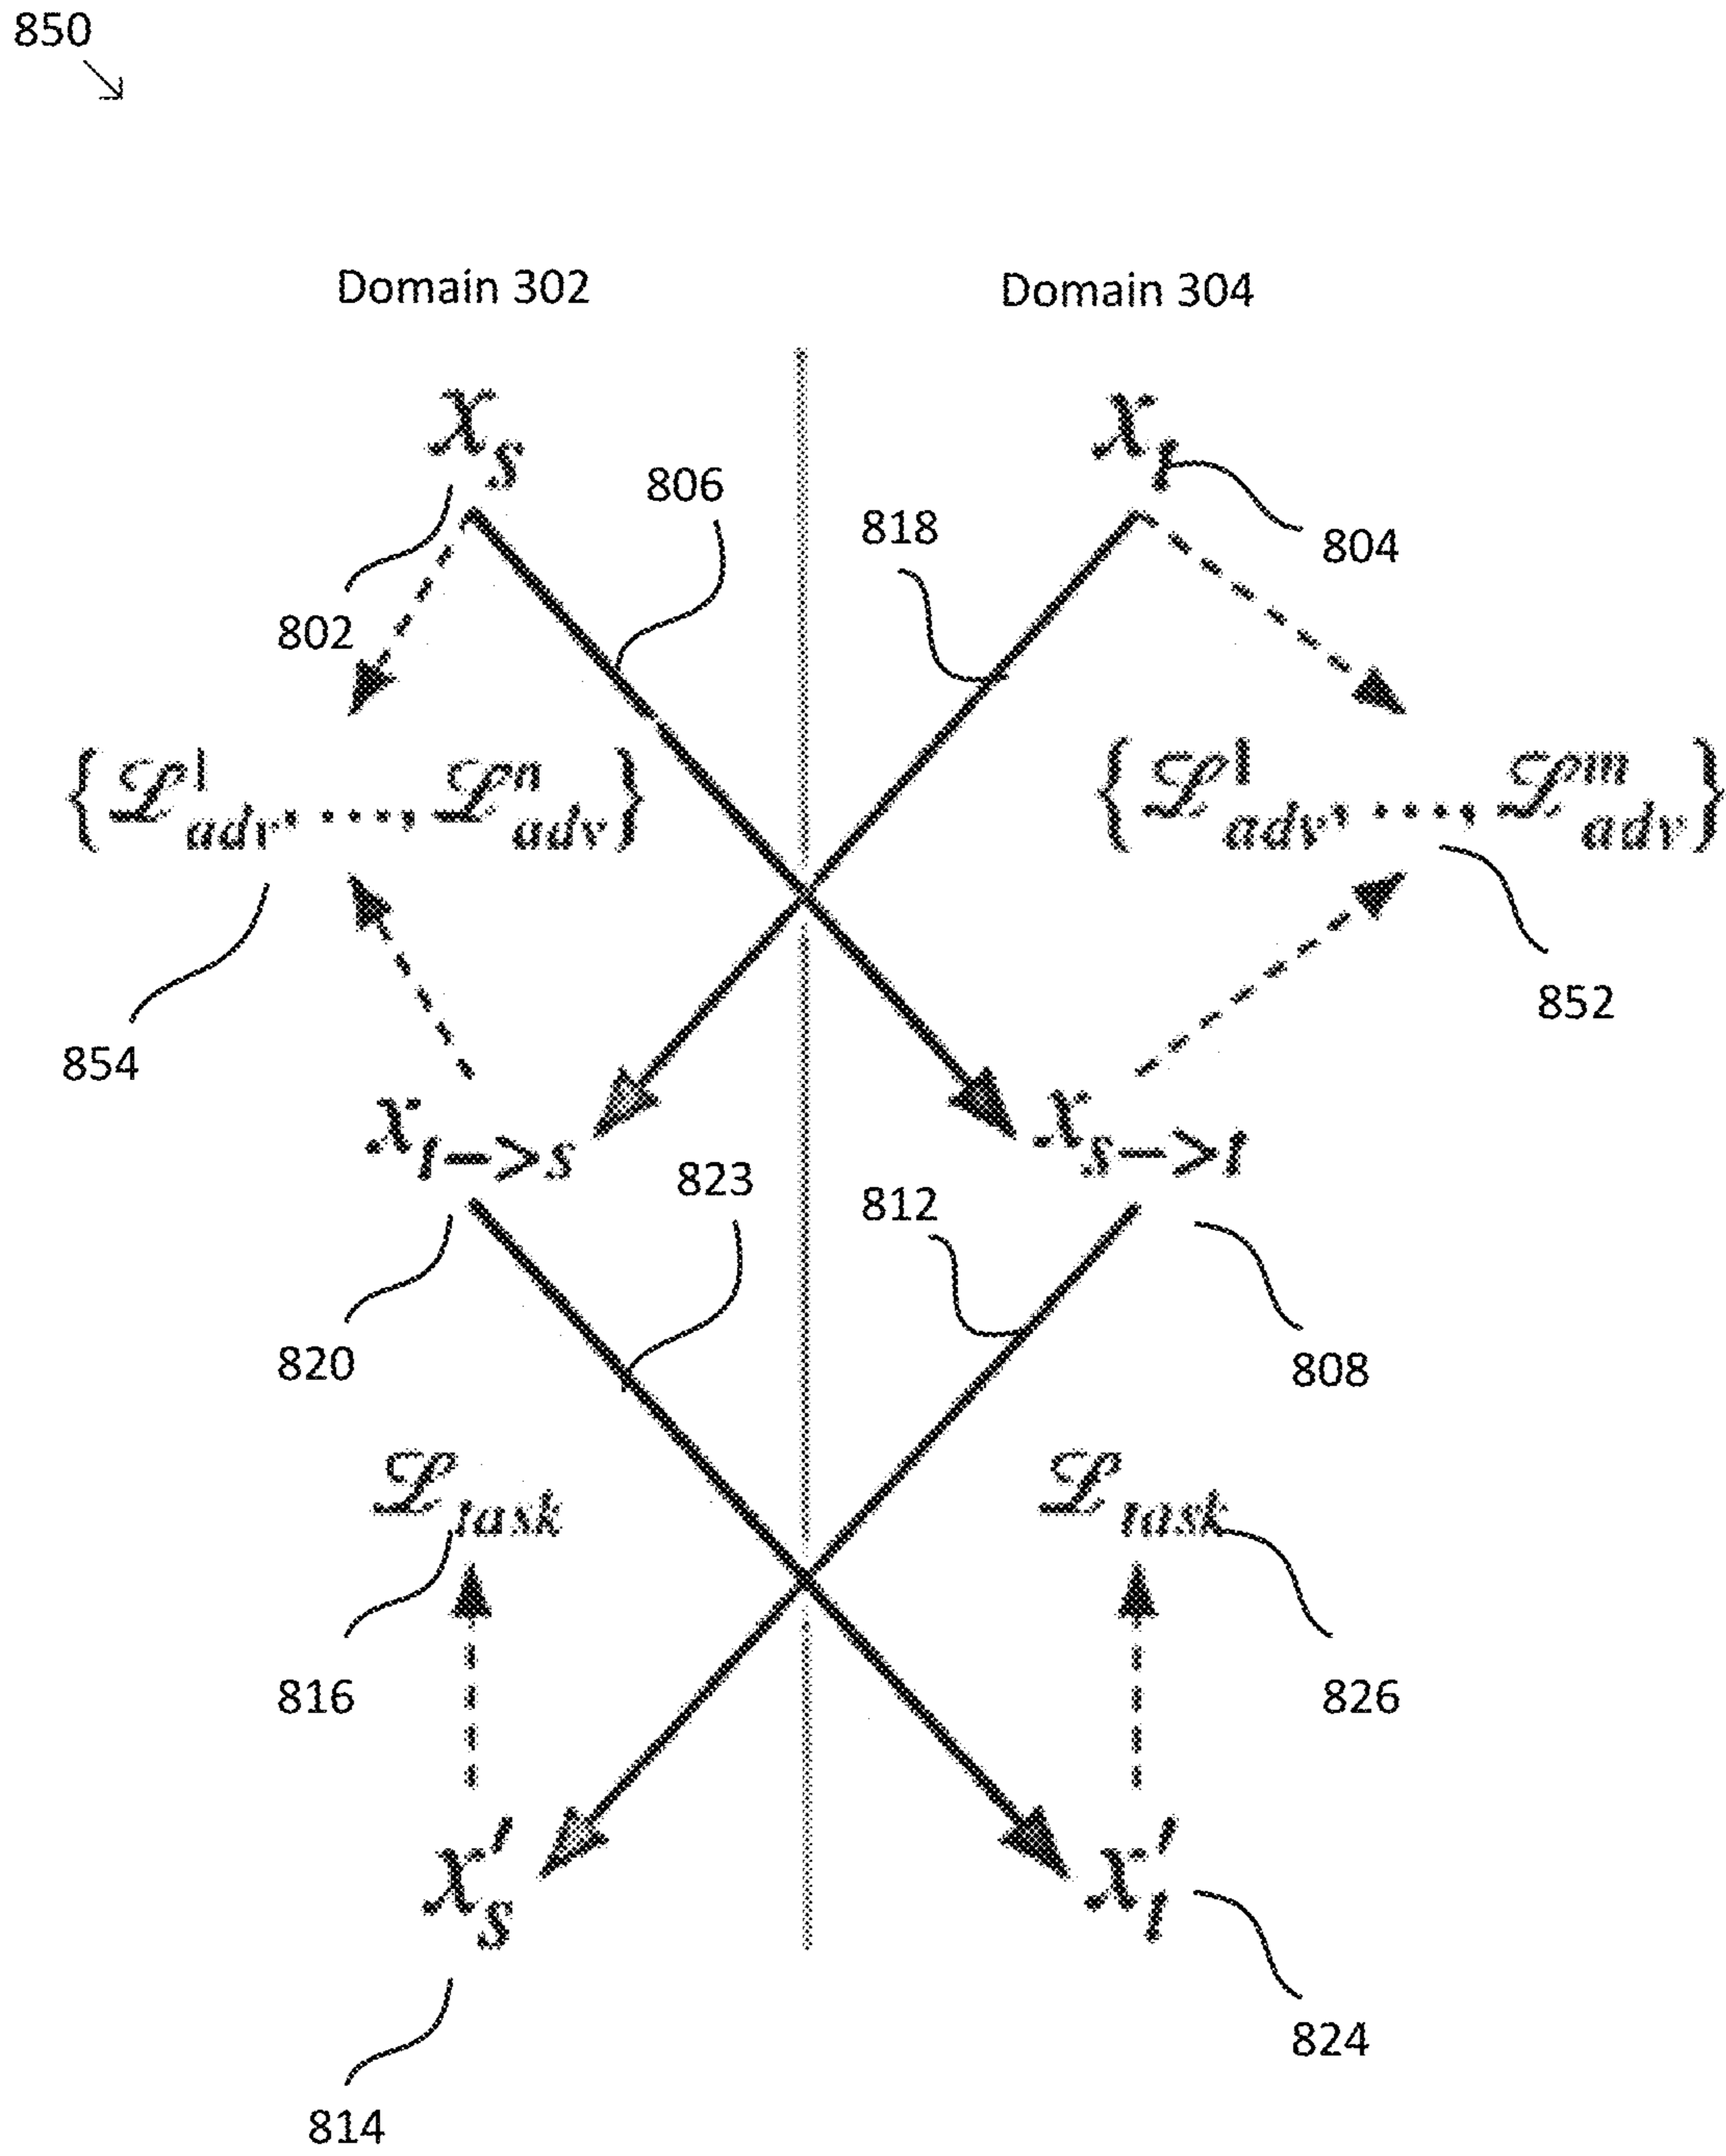 850
Domain 302 Domain 304
x_s x_t
806
818
804
802
{ℒ^1_adv, ...., ℒ^n_adv} {ℒ^1_adv, ...., ℒ^m_adv}
852
854
x_t->s x_s->t
823 812
820 808
ℒ_task ℒ_task
816 826
x'_s x'_t
824
814